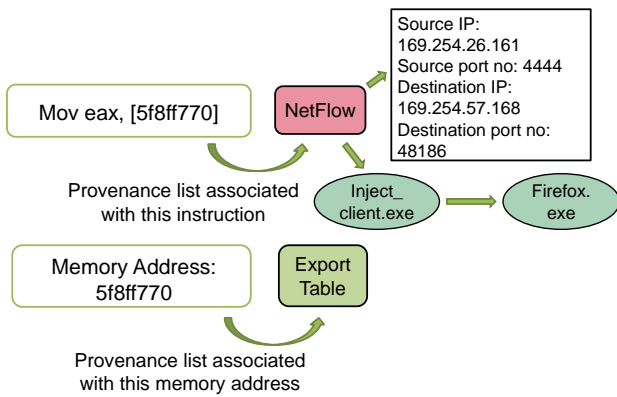 Source IP:
169.254.26.161
Source port no: 4444
Destination IP:
169.254.57.168
Destination port no:
48186
Mov eax, [5f8ff770]
NetFlow
Provenance list associated
with this instruction
Inject_
client.exe
Firefox.
exe
Memory Address:
5f8ff770
Export
Table
Provenance list associated
with this memory address